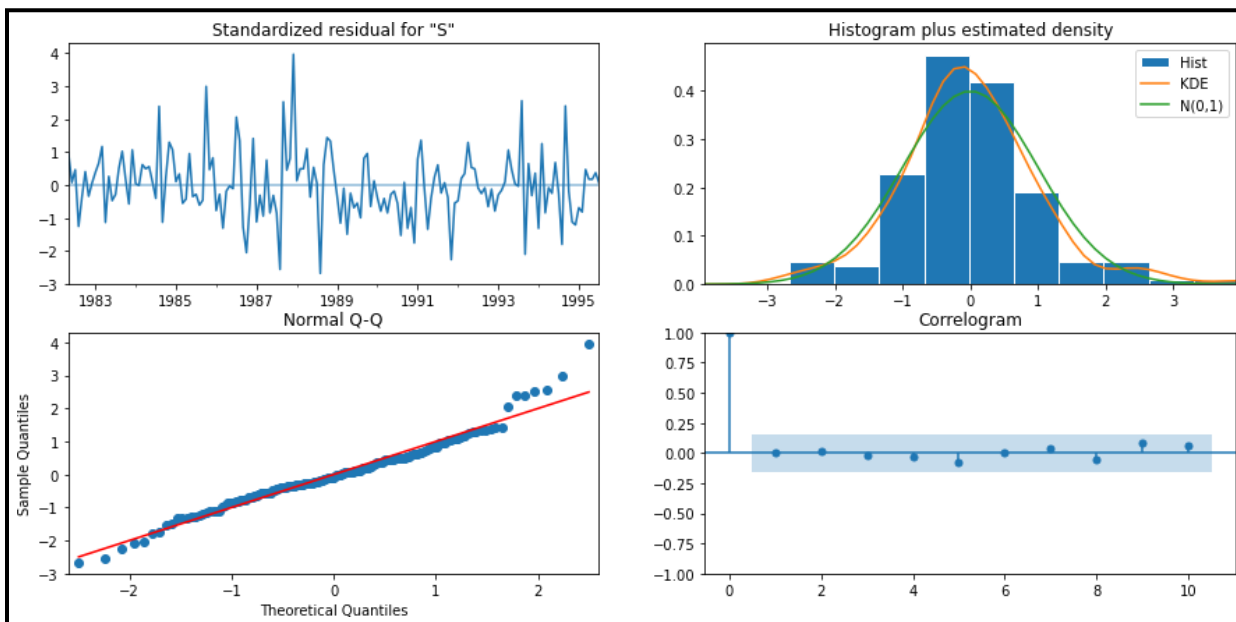 Standardized residual for "S"
4
3
2
1
0
−1
−2
−3
1983 1985 1987 1989 1991 1993 1995
Histogram plus estimated density
Hist
KDE
N(0,1)
0.4
0.3
0.2
0.1
0.0
−3 −2 −1 0 1 2 3
Normal Q-Q
Sample Quantiles
4
3
2
1
0
−1
−2
−3
−2 −1 0 1 2
Theoretical Quantiles
Correlogram
1.00
0.75
0.50
0.25
0.00
−0.25
−0.50
−0.75
−1.00
0 2 4 6 8 10